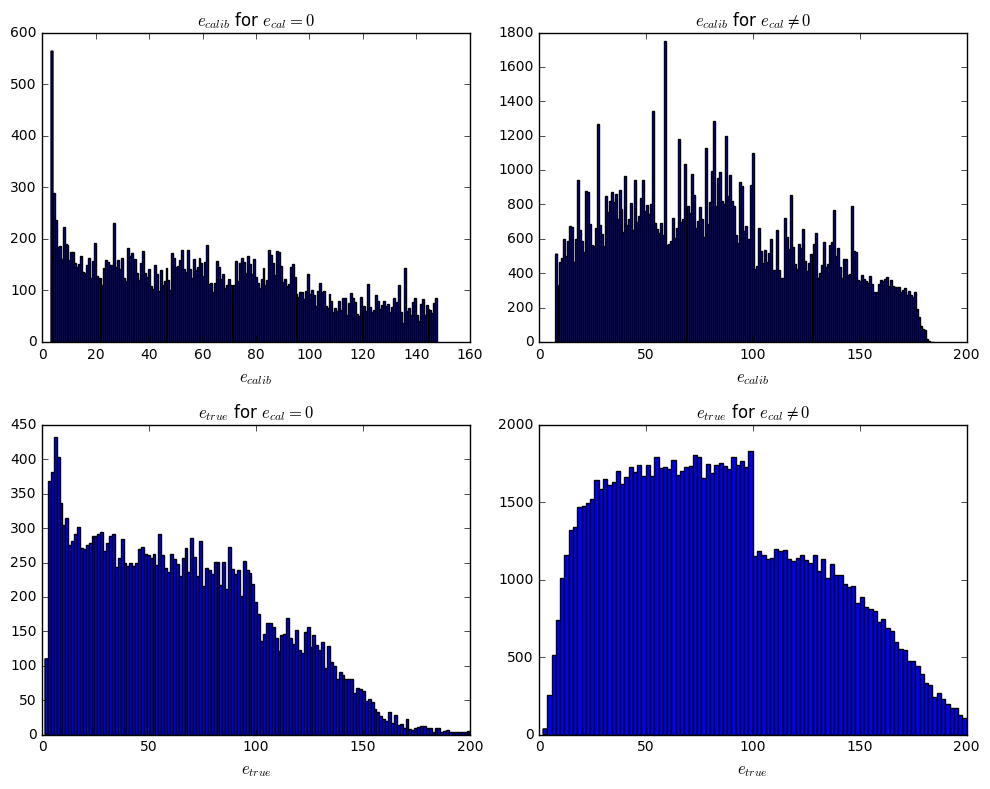 e_calib for e_cal = 0
600
500
400
300
200
100
0
0 20 40 60 80 100 120 140 160
e_calib
e_calib for e_cal ≠ 0
1800
1600
1400
1200
1000
800
600
400
200
0
0 50 100 150 200
e_calib
e_true for e_cal = 0
450
400
350
300
250
200
150
100
50
0
0 50 100 150 200
e_true
e_true for e_cal ≠ 0
2000
1500
1000
500
0
0 50 100 150 200
e_true